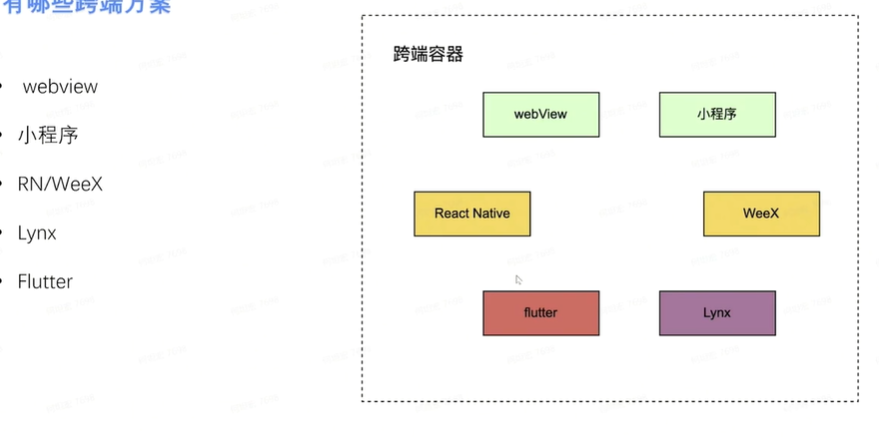 有哪些跨端方案
webview
小程序
RN/WeeX
Lynx
Flutter
跨端容器
webView
小程序
React Native
WeeX
flutter
Lynx